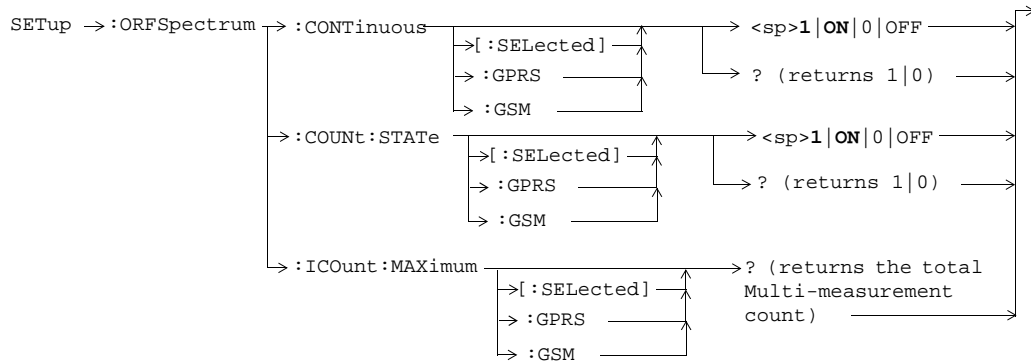 SETup :ORFSpectrum :CONTinuous <sp>1|ON|0|OFF
[:SELected]
:GPRS ? (returns 1|0)
:GSM
:COUNt:STATe <sp>1|ON|0|OFF
[:SELected]
:GPRS ? (returns 1|0)
:GSM
:ICOunt:MAXimum ? (returns the total
[:SELected] Multi-measurement
:GPRS count)
:GSM